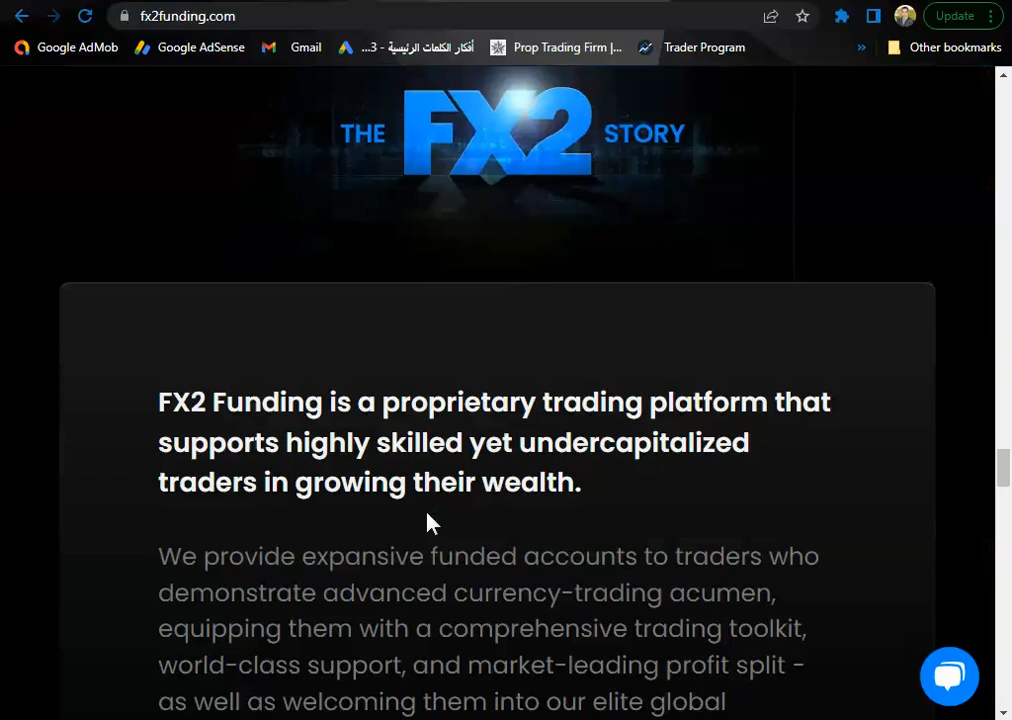 fx2funding.com
Update
Google AdMob
Google AdSense
Gmail
أفكار الكلمات الرئيسية - 3...
Prop Trading Firm |...
Trader Program
»
Other bookmarks
THE FX2 STORY
FX2 Funding is a proprietary trading platform that
supports highly skilled yet undercapitalized
traders in growing their wealth.
We provide expansive funded accounts to traders who
demonstrate advanced currency-trading acumen,
equipping them with a comprehensive trading toolkit,
world-class support, and market-leading profit split -
as well as welcoming them into our elite global